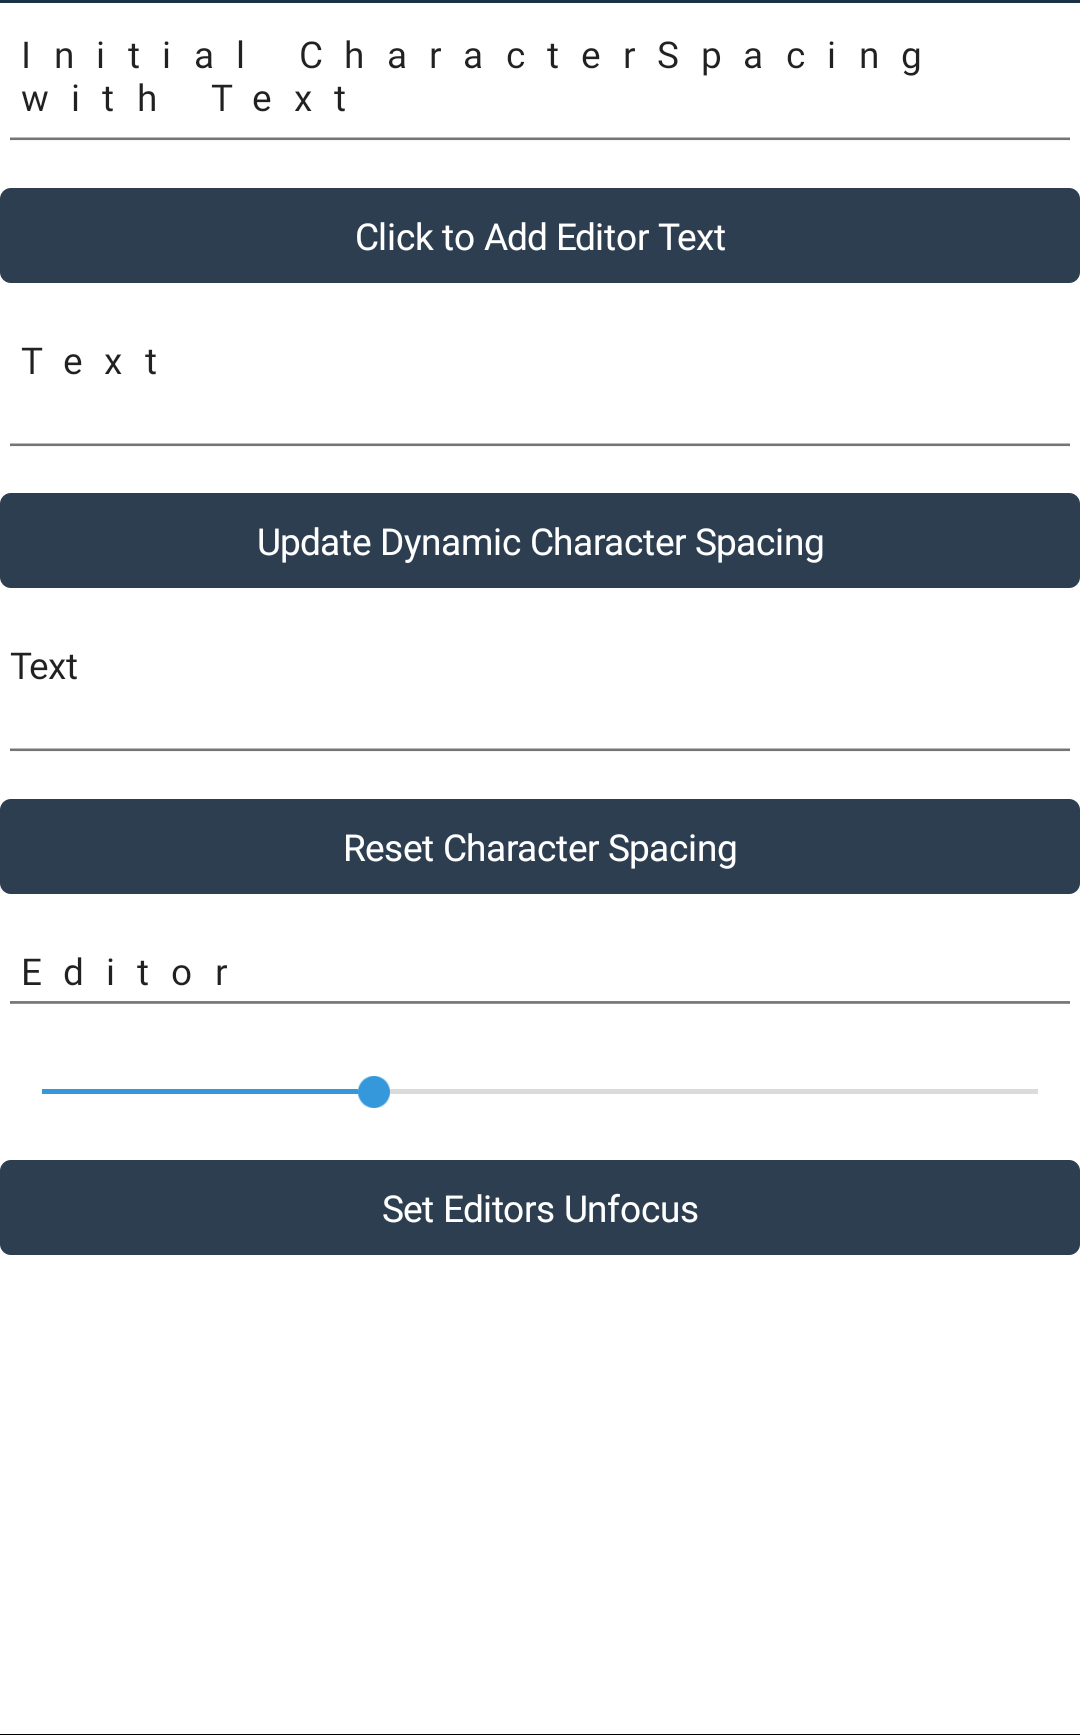 Initial CharacterSpacing
with Text
Click to Add Editor Text
Text
Update Dynamic Character Spacing
Text
Reset Character Spacing
Editor
Set Editors Unfocus